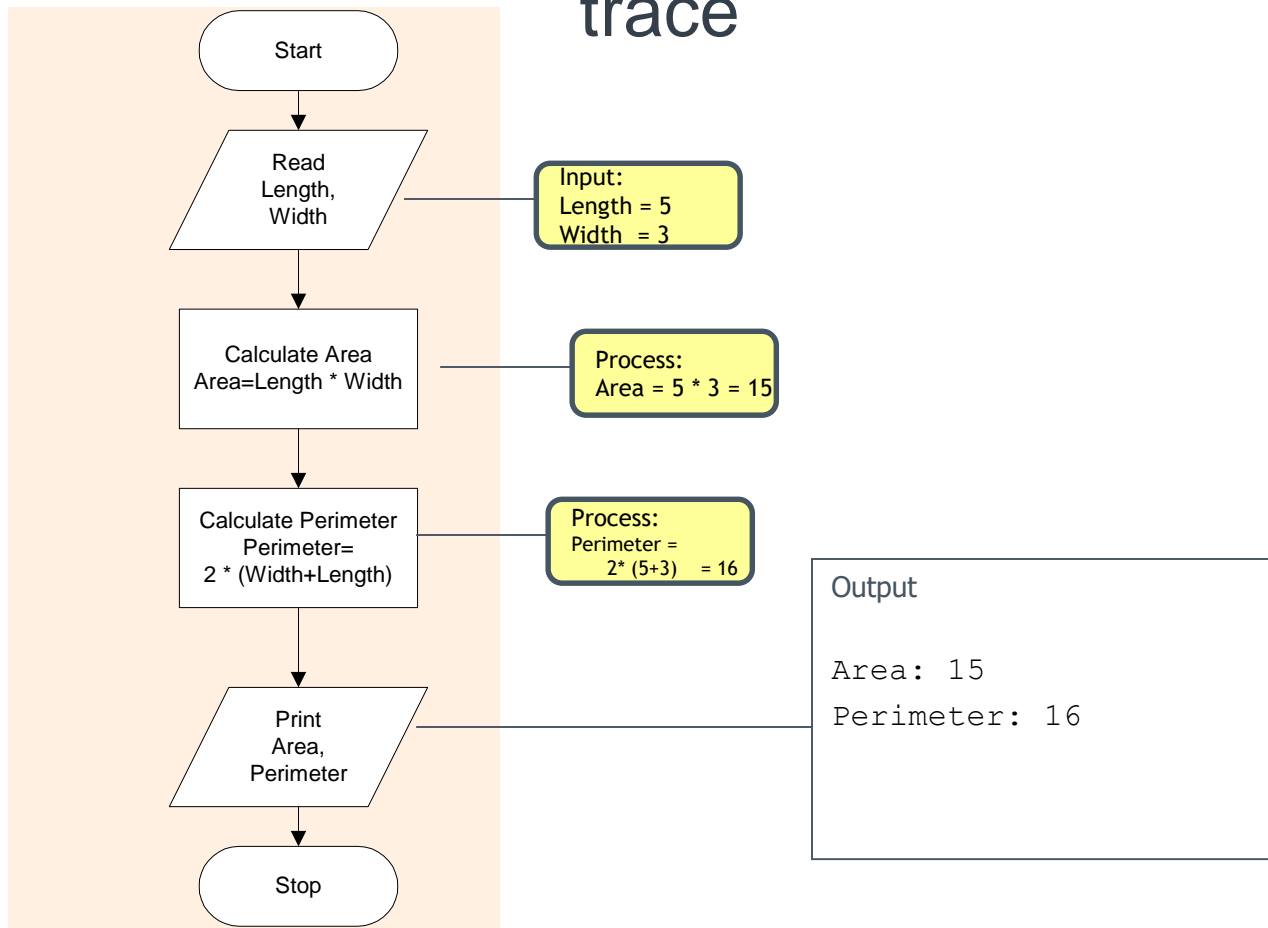 trace
Start
Read
Length,
Width
Input:
Length = 5
Width = 3
Calculate Area
Area=Length * Width
Process:
Area = 5 * 3 = 15
Calculate Perimeter
Perimeter=
2 * (Width+Length)
Process:
Perimeter =
2* (5+3) = 16
Print
Area,
Perimeter
Output
Area: 15
Perimeter: 16
Stop